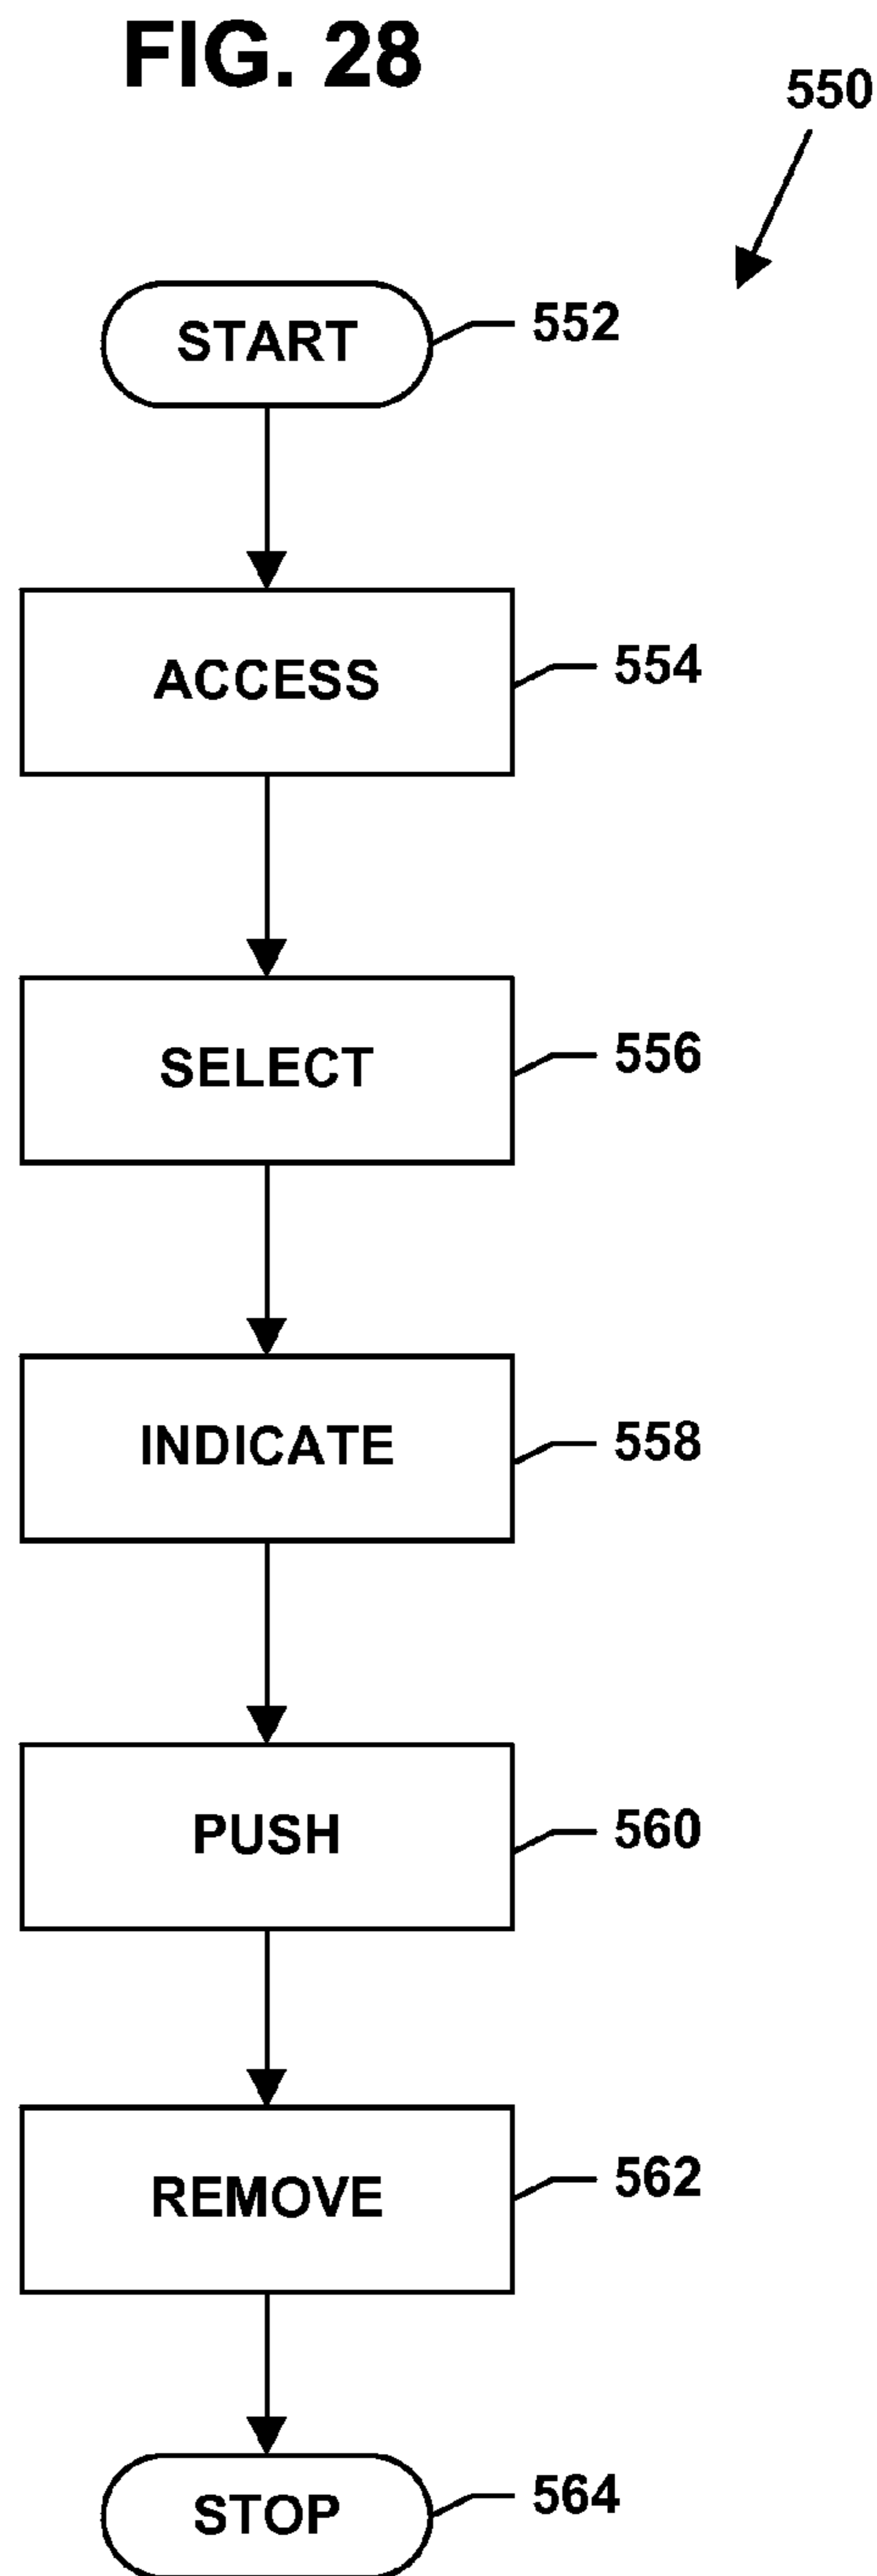 FIG. 28
550
START
552
ACCESS
554
SELECT
556
INDICATE
558
PUSH
560
REMOVE
562
STOP
564